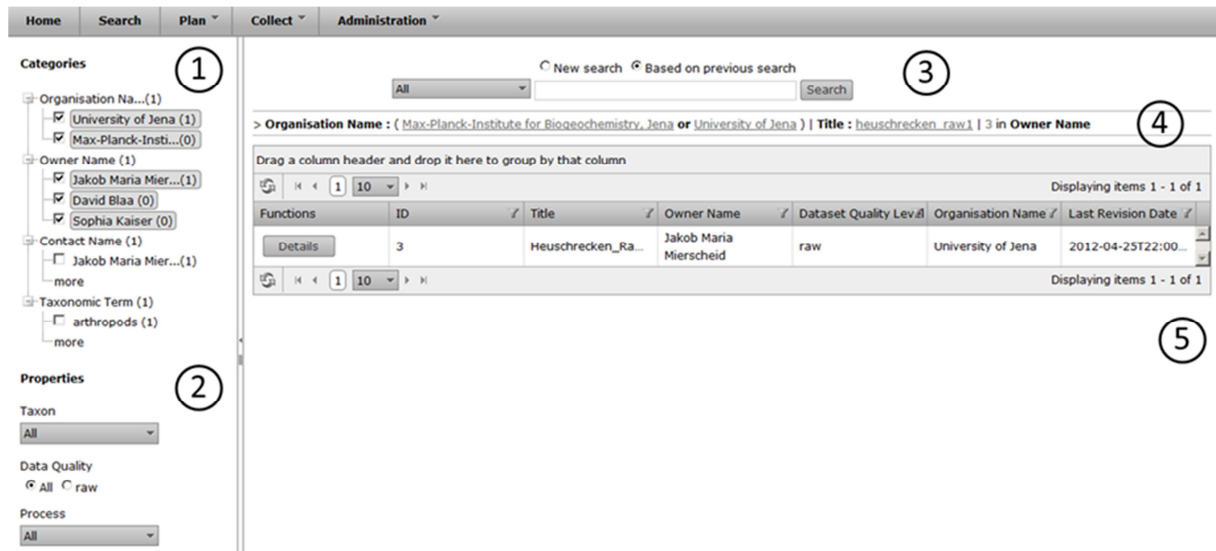 Home Search Plan Collect Administration
Categories
1
Organisation Na...(1)
University of Jena (1)
Max-Planck-Insti...(0)
Owner Name (1)
Jakob Maria Mier...(1)
David Blaa (0)
Sophia Kaiser (0)
Contact Name (1)
Jakob Maria Mier...(1)
more
Taxonomic Term (1)
arthropods (1)
more
Properties
2
Taxon
All
Data Quality
All raw
Process
All
New search Based on previous search
3
All Search
> Organisation Name : ( Max-Planck-Institute for Biogeochemistry, Jena or University of Jena ) | Title : heuschrecken_raw1 | 3 in Owner Name
4
Drag a column header and drop it here to group by that column
1 10 Displaying items 1 - 1 of 1
Functions ID Title Owner Name Dataset Quality Level Organisation Name Last Revision Date
Details 3 Heuschrecken_Ra... Jakob Maria Mierscheid raw University of Jena 2012-04-25T22:00...
1 10 Displaying items 1 - 1 of 1
5